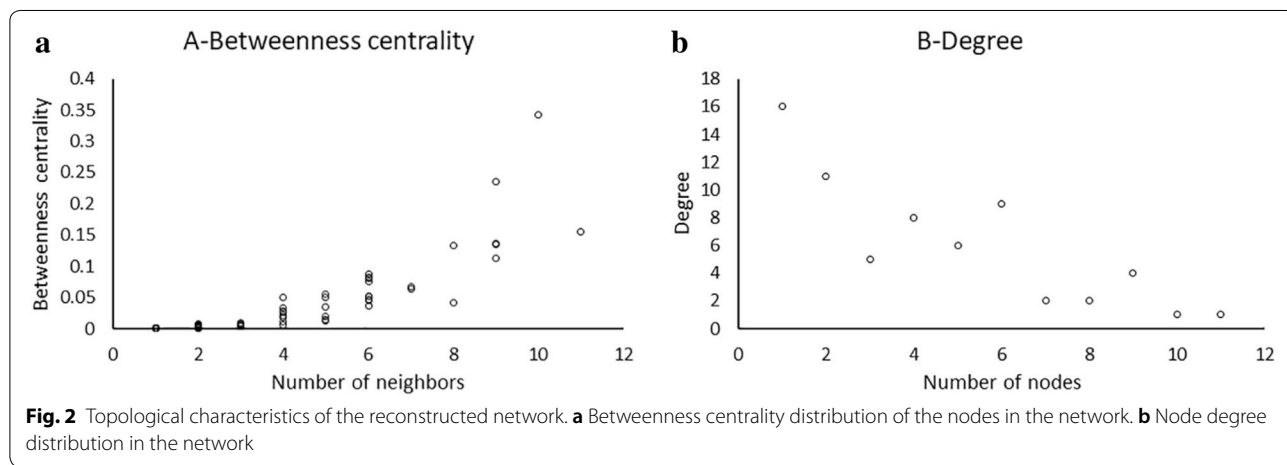 a
A-Betweenness centrality
0.4
0.35
0.3
0.25
0.2
0.15
0.1
0.05
0
Betweenness centrality
0 2 4 6 8 10 12
Number of neighbors
b
B-Degree
18
16
14
12
10
8
6
4
2
0
Degree
0 2 4 6 8 10 12
Number of nodes
Fig. 2 Topological characteristics of the reconstructed network. a Betweenness centrality distribution of the nodes in the network. b Node degree
distribution in the network